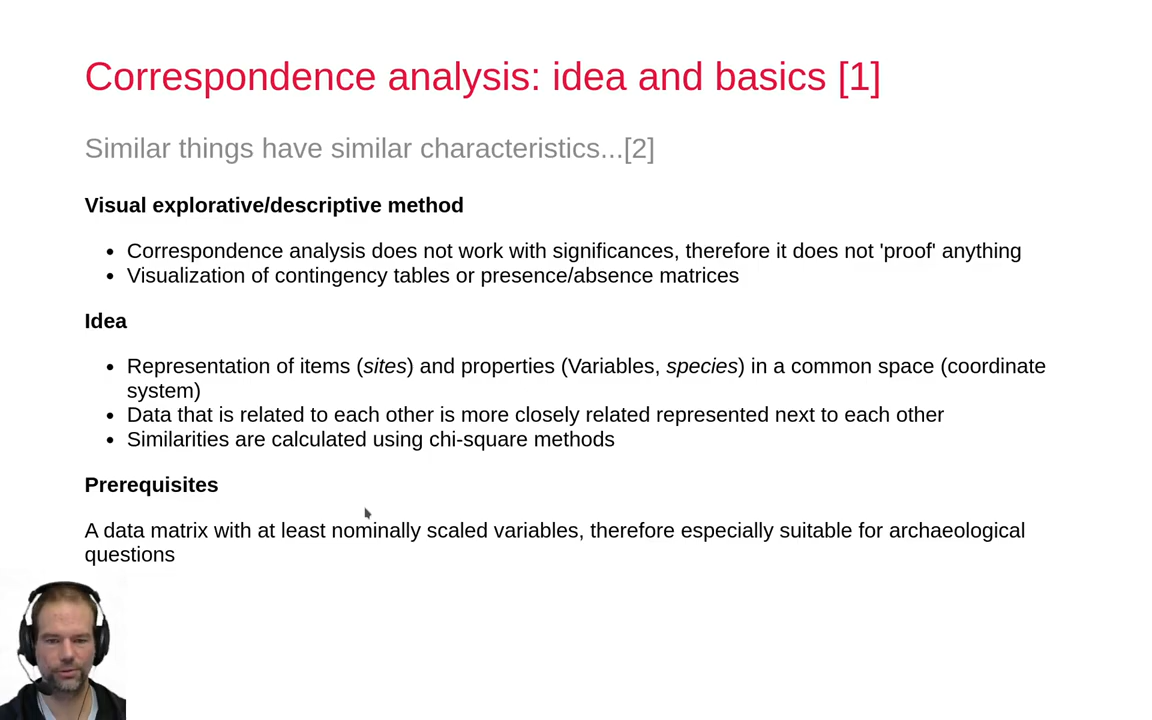 Correspondence analysis: idea and basics [1]
Similar things have similar characteristics...[2]
Visual explorative/descriptive method
• Correspondence analysis does not work with significances, therefore it does not 'proof' anything
• Visualization of contingency tables or presence/absence matrices
Idea
• Representation of items (sites) and properties (Variables, species) in a common space (coordinate
system)
• Data that is related to each other is more closely related represented next to each other
• Similarities are calculated using chi-square methods
Prerequisites
A data matrix with at least nominally scaled variables, therefore especially suitable for archaeological
questions